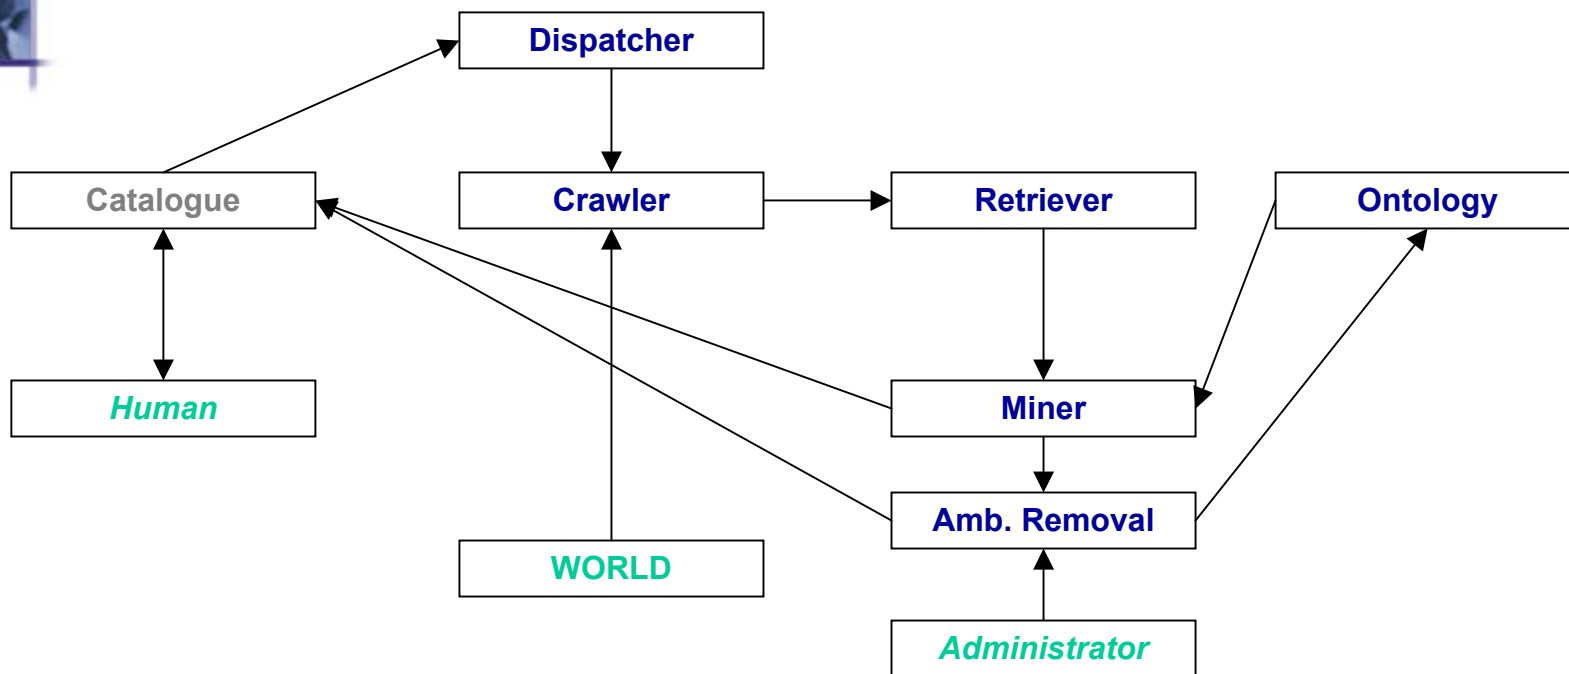 Dispatcher
Catalogue
Crawler
Retriever
Ontology
Human
Miner
Amb. Removal
WORLD
Administrator